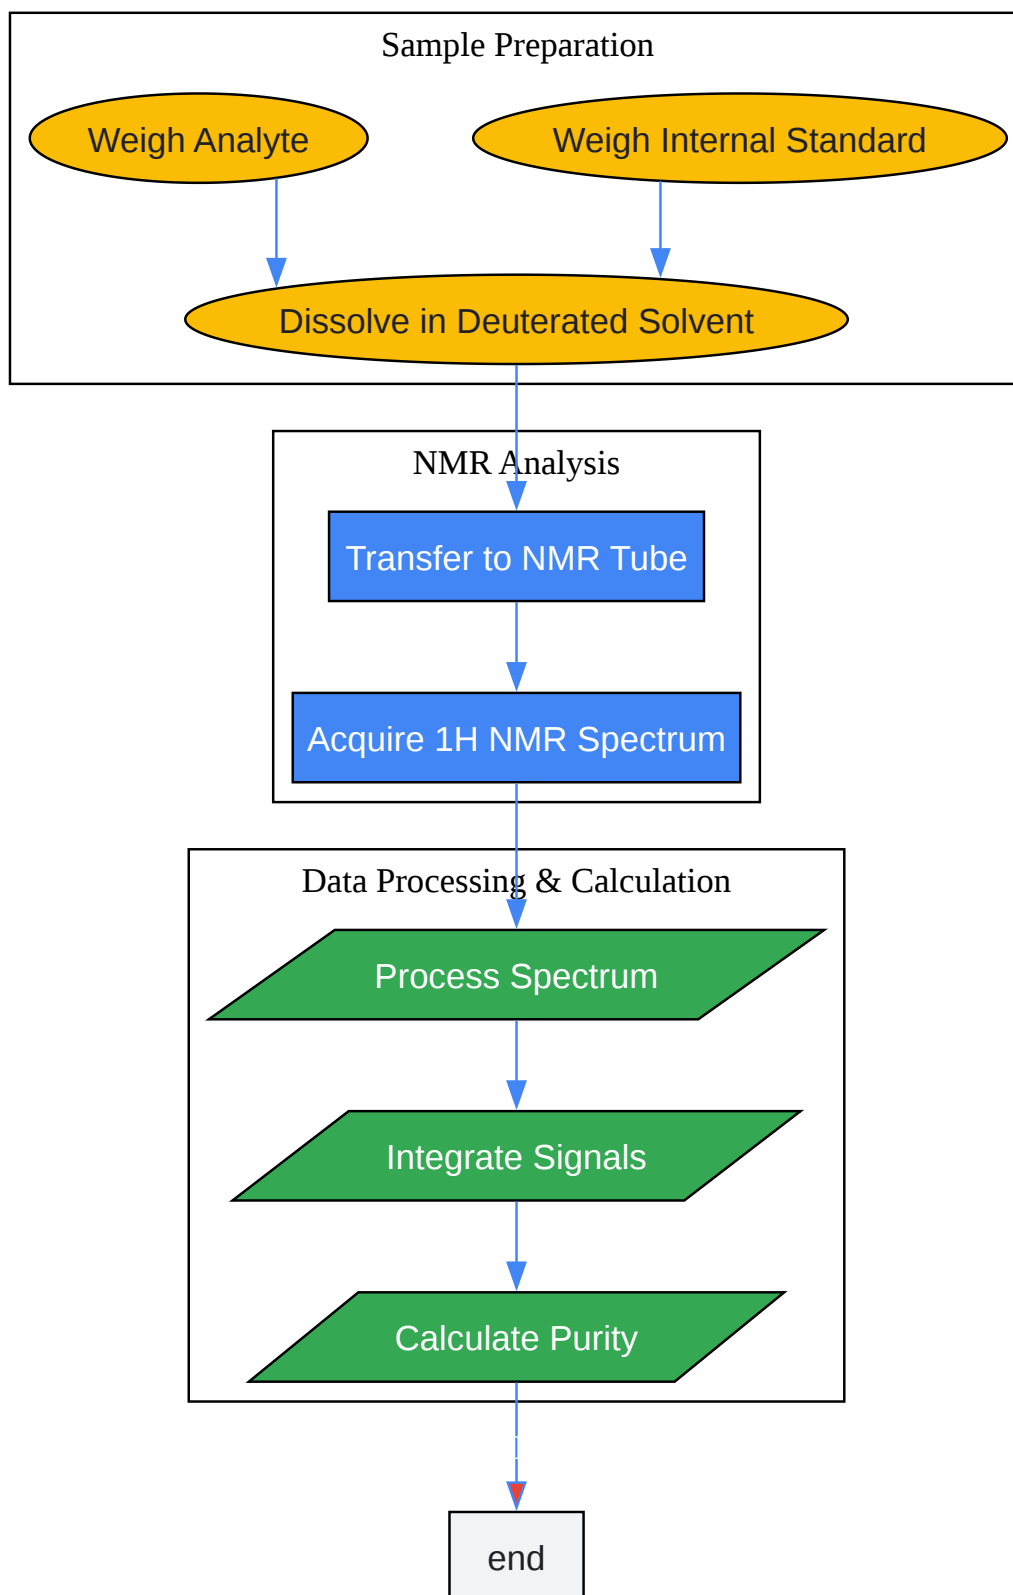 Sample Preparation
Weigh Analyte
Weigh Internal Standard
Dissolve in Deuterated Solvent
NMR Analysis
Transfer to NMR Tube
Acquire 1H NMR Spectrum
Data Processing & Calculation
Process Spectrum
Integrate Signals
Calculate Purity
end